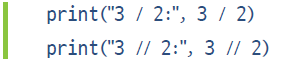 print("3 / 2:", 3 / 2)
print("3 // 2:", 3 // 2)